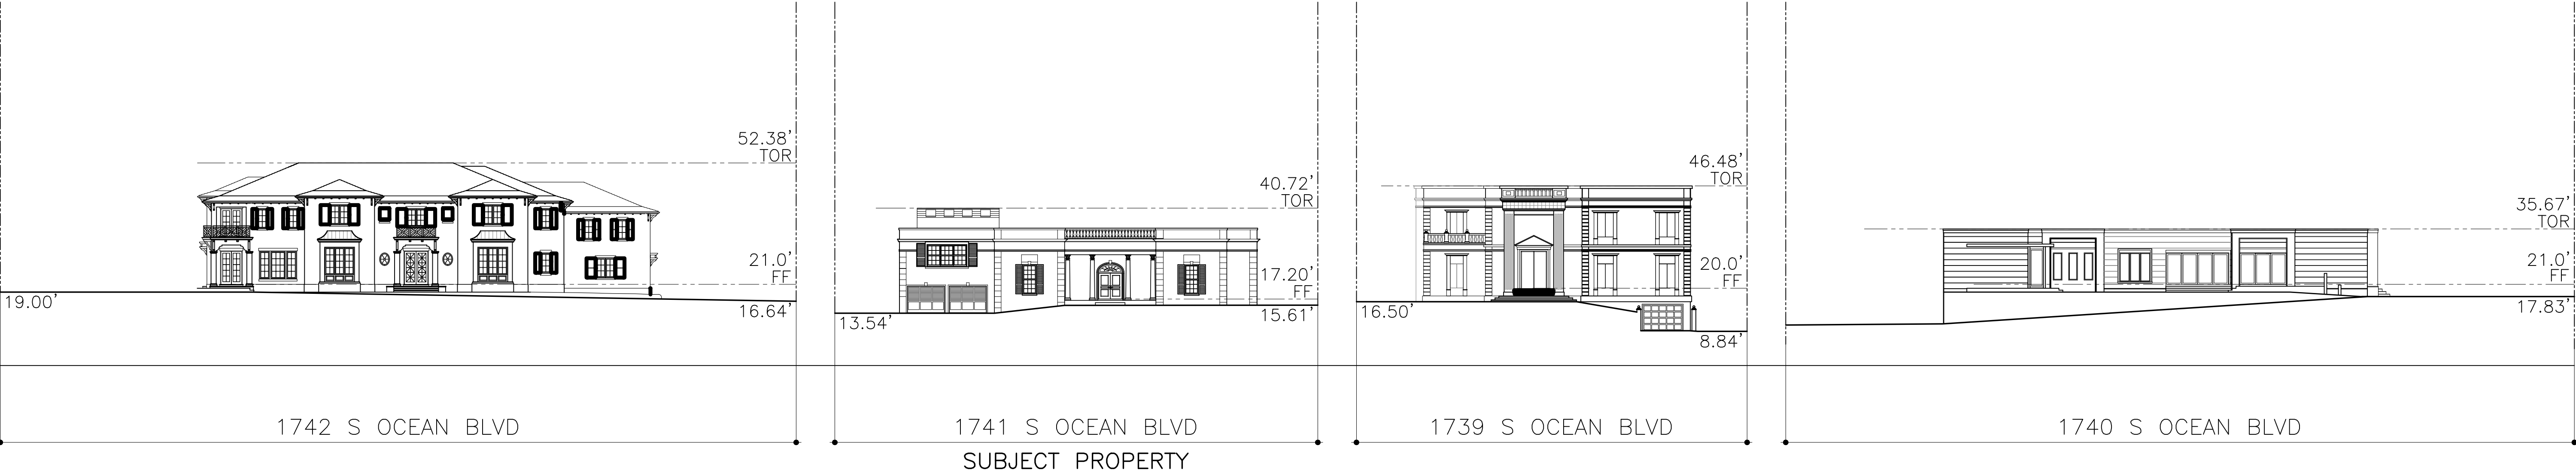 52.38'
TOR
21.0'
FF
19.00'
16.64'
1742 S OCEAN BLVD
40.72'
TOR
17.20'
FF
13.54'
15.61'
1741 S OCEAN BLVD
SUBJECT PROPERTY
46.48'
TOR
20.0'
FF
16.50'
8.84'
1739 S OCEAN BLVD
35.67'
TOR
21.0'
FF
17.83'
1740 S OCEAN BLVD